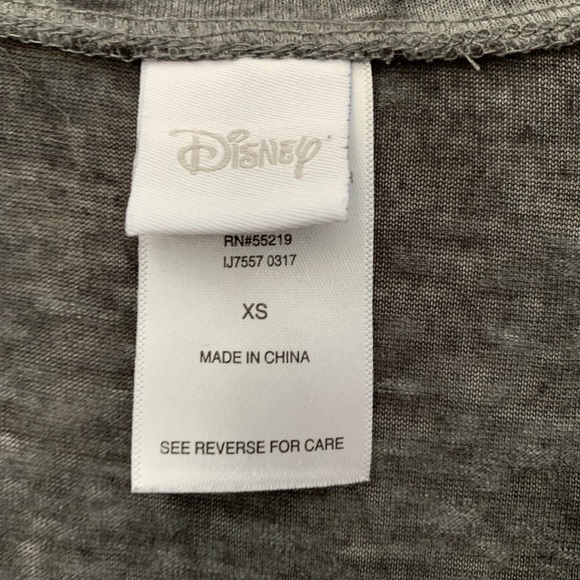 Disney
RN#55219
IJ7557 0317
XS
MADE IN CHINA
SEE REVERSE FOR CARE